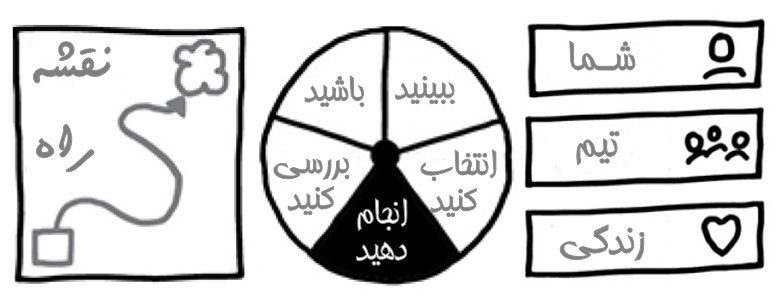 نقشه
راه
ببینید
انتخاب
کنید
انجام
دهید
بررسی
کنید
باشید
شما
تیم
زندگی